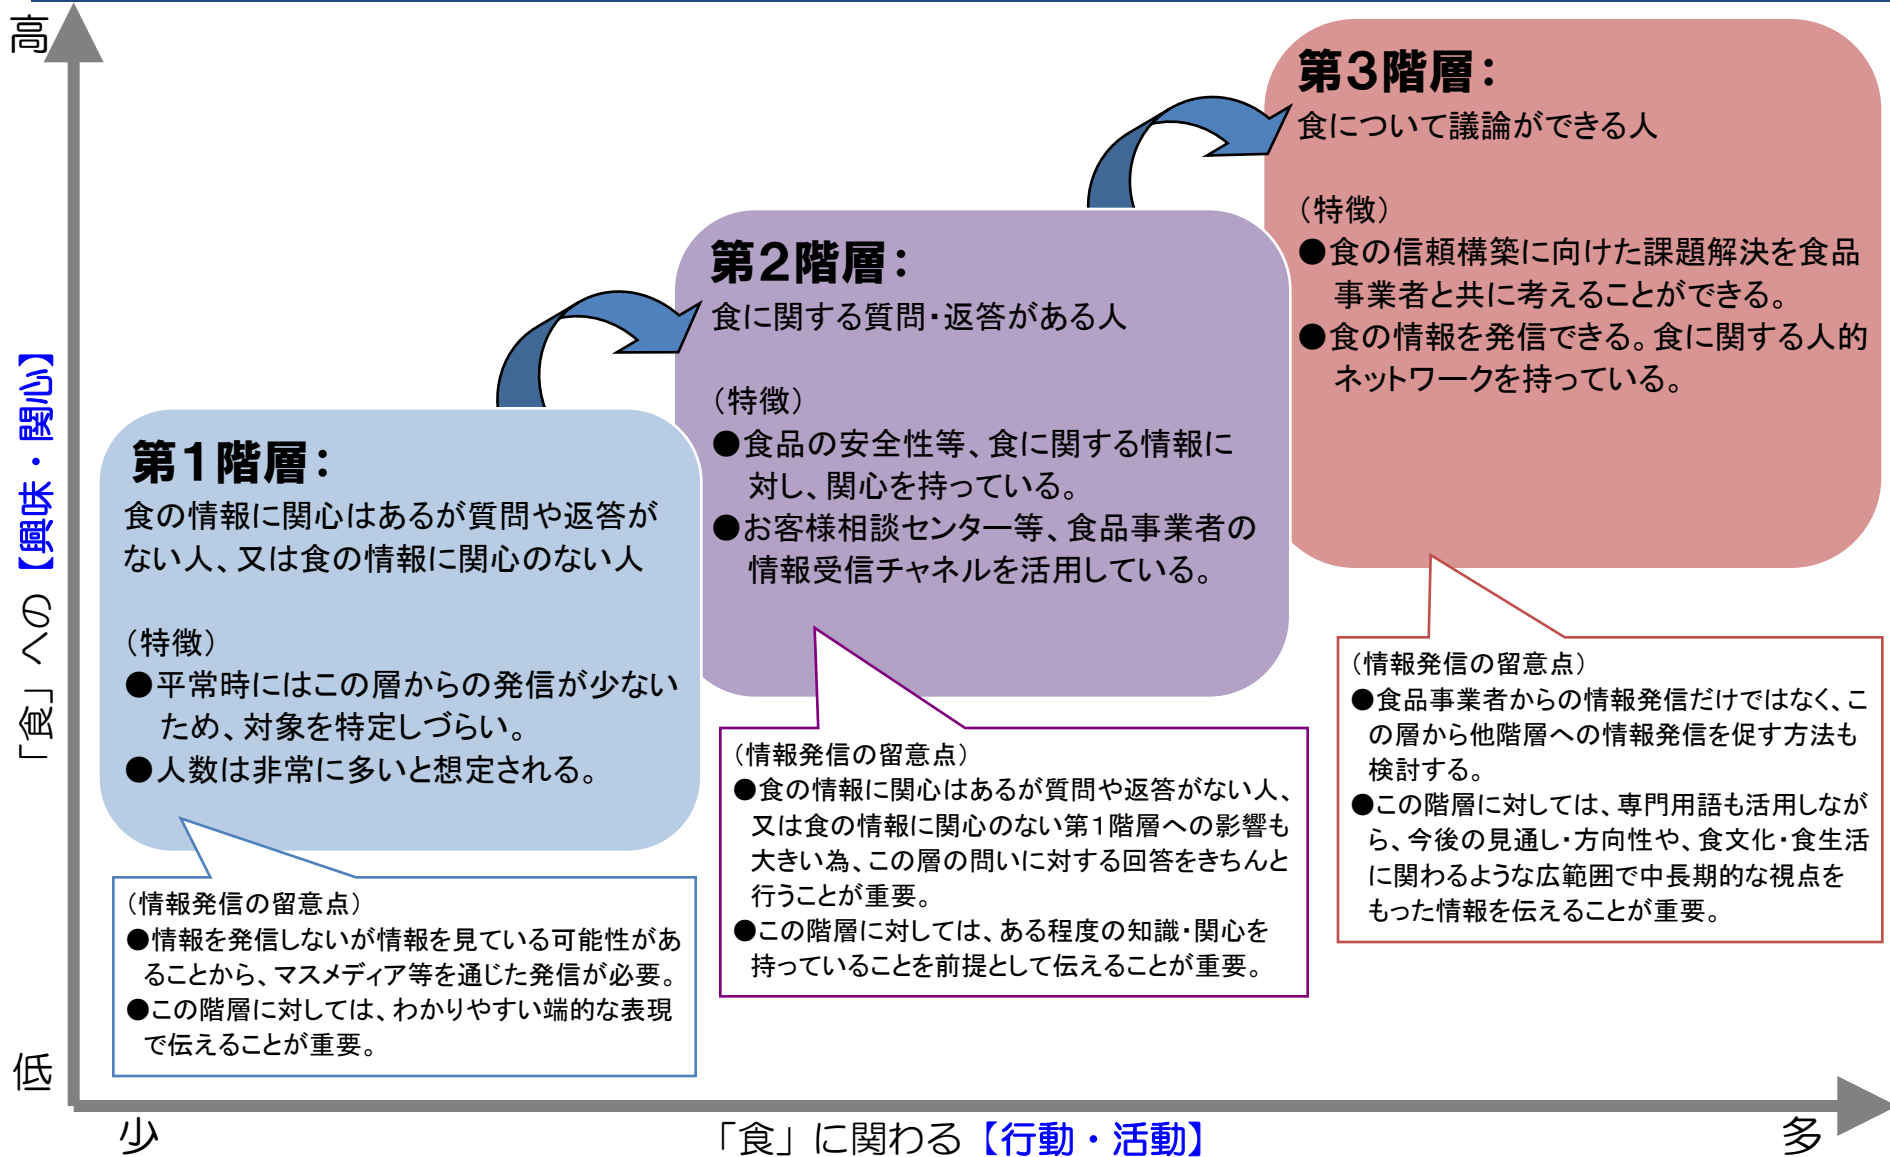 高
「食」への【興味・関心】
低
第1階層：
食の情報に関心はあるが質問や返答が
ない人、又は食の情報に関心のない人
（特徴）
●平常時にはこの層からの発信が少ない
ため、対象を特定しづらい。
●人数は非常に多いと想定される。
（情報発信の留意点）
●情報を発信しないが情報を見ている可能性があ
ることから、マスメディア等を通じた発信が必要。
●この階層に対しては、わかりやすい端的な表現
で伝えることが重要。
第2階層：
食に関する質問・返答がある人
（特徴）
●食品の安全性等、食に関する情報に
対し、関心を持っている。
●お客様相談センター等、食品事業者の
情報受信チャネルを活用している。
（情報発信の留意点）
●食の情報に関心はあるが質問や返答がない人、
又は食の情報に関心のない第1階層への影響も
大きい為、この層の問いに対する回答をきちんと
行うことが重要。
●この階層に対しては、ある程度の知識・関心を
持っていることを前提として伝えることが重要。
第3階層：
食について議論ができる人
（特徴）
●食の信頼構築に向けた課題解決を食品
事業者と共に考えることができる。
●食の情報を発信できる。食に関する人的
ネットワークを持っている。
（情報発信の留意点）
●食品事業者からの情報発信だけではなく、こ
の層から他階層への情報発信を促す方法も
検討する。
●この階層に対しては、専門用語も活用しなが
ら、今後の見通し・方向性や、食文化・食生活
に関わるような広範囲で中長期的な視点を
もった情報を伝えることが重要。
少
「食」に関わる【行動・活動】
多